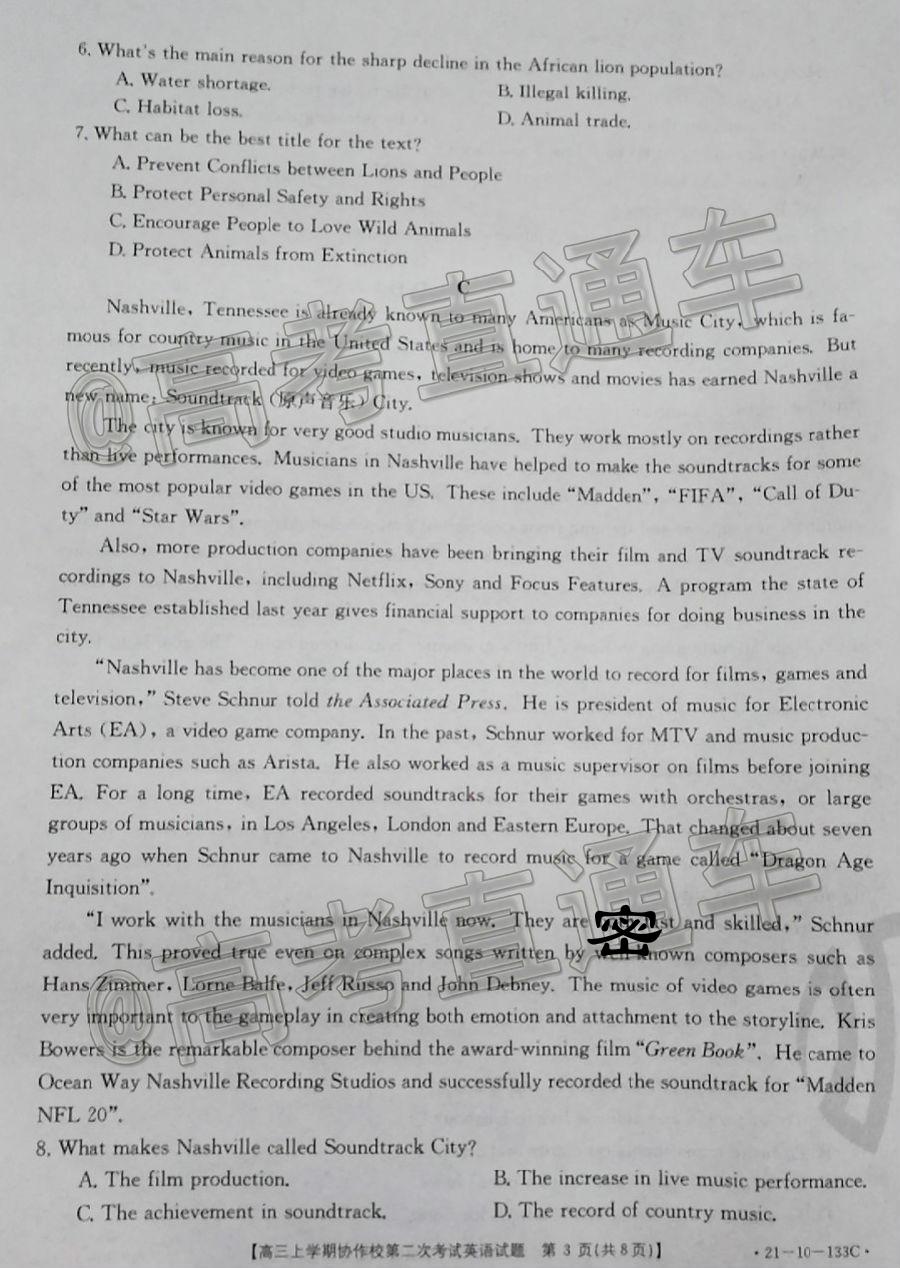 6. What's the main reason for the sharp decline in the African lion population?
A. Water shortage.
B. Illegal killing.
C. Habitat loss.
D. Animal trade.
7. What can be the best title for the text?
A. Prevent Conflicts between Lions and People
B. Protect Personal Safety and Rights
C. Encourage People to Love Wild Animals
D. Protect Animals from Extinction
C
Nashville, Tennessee is already known to many Americans as Music City, which is fa-
mous for country music in the United States and is home to many recording companies. But
recently, music recorded for video games, television shows and movies has earned Nashville a
new name: Soundtrack (原声音乐) City.
The city is known for very good studio musicians. They work mostly on recordings rather
than live performances. Musicians in Nashville have helped to make the soundtracks for some
of the most popular video games in the US. These include “Madden”, “FIFA”, “Call of Du-
ty” and “Star Wars”.
Also, more production companies have been bringing their film and TV soundtrack re-
cordings to Nashville, including Netflix, Sony and Focus Features. A program the state of
Tennessee established last year gives financial support to companies for doing business in the
city.
“Nashville has become one of the major places in the world to record for films, games and
television,” Steve Schnur told the Associated Press. He is president of music for Electronic
Arts (EA), a video game company. In the past, Schnur worked for MTV and music produc-
tion companies such as Arista. He also worked as a music supervisor on films before joining
EA. For a long time, EA recorded soundtracks for their games with orchestras, or large
groups of musicians, in Los Angeles, London and Eastern Europe. That changed about seven
years ago when Schnur came to Nashville to record music for a game called “Dragon Age
Inquisition”.
“I work with the musicians in Nashville now. They are and skilled,” Schnur
added. This proved true even on complex songs written by well-known composers such as
Hans Zimmer, Lorne Balfe, Jeff Russo and John Debney. The music of video games is often
very important to the gameplay in creating both emotion and attachment to the storyline. Kris
Bowers is the remarkable composer behind the award-winning film “Green Book”. He came to
Ocean Way Nashville Recording Studios and successfully recorded the soundtrack for “Madden
NFL 20”.
8. What makes Nashville called Soundtrack City?
A. The film production.
B. The increase in live music performance.
C. The achievement in soundtrack.
D. The record of country music.
【高三上学期协作校第二次考试英语试题 第 3 页(共 8 页)】
·21-10-133C·
@高考直通车
@高考直通车
密